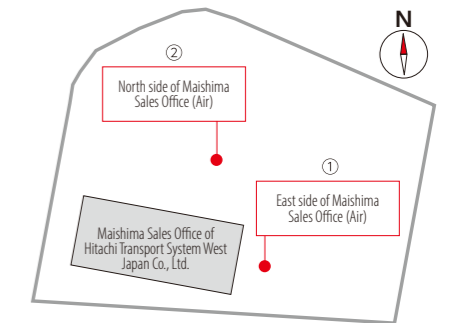 N
②
North side of Maishima
Sales Office (Air)
①
East side of Maishima
Sales Office (Air)
Maishima Sales Office of
Hitachi Transport System West
Japan Co., Ltd.